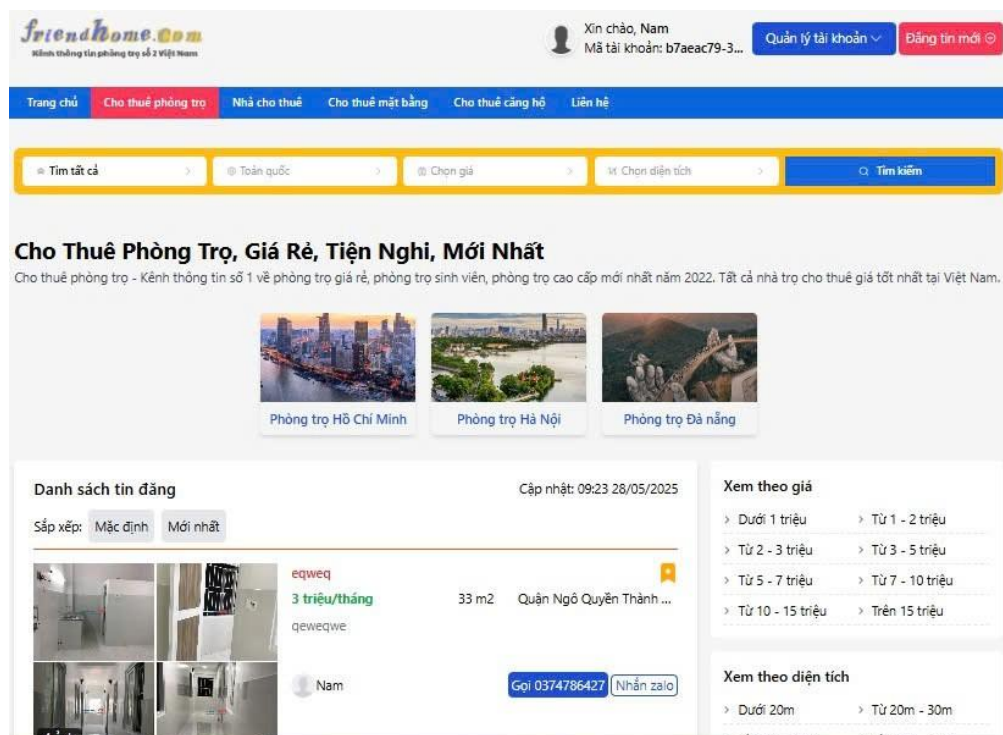 friendhome.com
Kênh thông tin phòng trọ số 2 Việt Nam
Xin chào, Nam
Mã tài khoản: b7aeac79-3...
Quản lý tài khoản
Đăng tin mới
Trang chủ
Cho thuê phòng trọ
Nhà cho thuê
Cho thuê mặt bằng
Cho thuê căng hộ
Liên hệ
Tìm tất cả
Toàn quốc
Chọn giá
Chọn diện tích
Tìm kiếm
Cho Thuê Phòng Trọ, Giá Rẻ, Tiện Nghi, Mới Nhất
Cho thuê phòng trọ - Kênh thông tin số 1 về phòng trọ giá rẻ, phòng trọ sinh viên, phòng trọ cao cấp mới nhất năm 2022. Tất cả nhà trọ cho thuê giá tốt nhất tại Việt Nam.
Phòng trọ Hồ Chí Minh
Phòng trọ Hà Nội
Phòng trọ Đà nẵng
Danh sách tin đăng
Cập nhật: 09:23 28/05/2025
Sắp xếp: Mặc định Mới nhất
eqweq
3 triệu/tháng
33 m2
Quận Ngô Quyền Thành ...
qeweqwe
Nam
Gọi 0374786427
Nhắn zalo
Xem theo giá
Dưới 1 triệu
Từ 1 - 2 triệu
Từ 2 - 3 triệu
Từ 3 - 5 triệu
Từ 5 - 7 triệu
Từ 7 - 10 triệu
Từ 10 - 15 triệu
Trên 15 triệu
Xem theo diện tích
Dưới 20m
Từ 20m - 30m